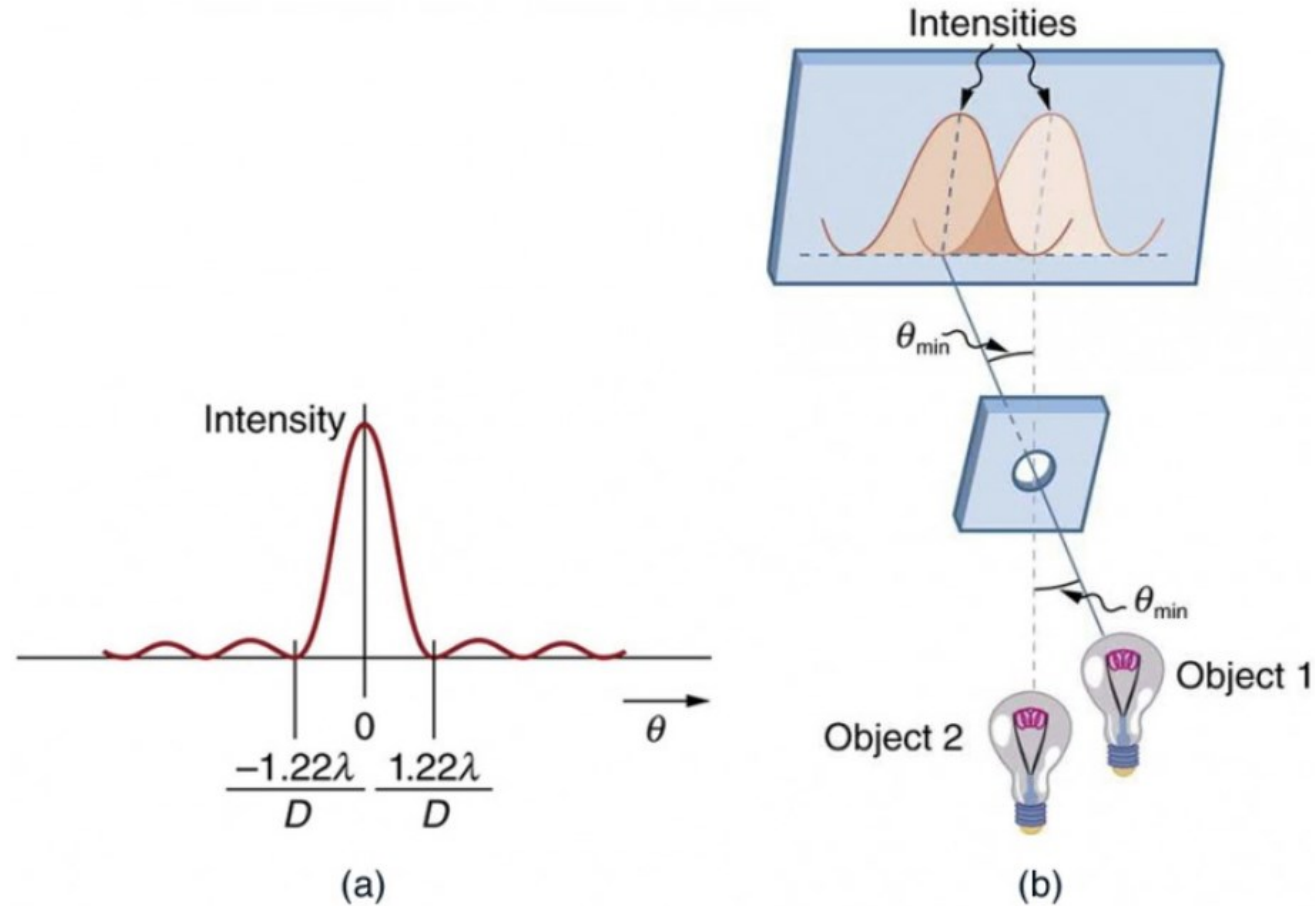 Intensity
0
θ
−1.22λ
D
1.22λ
D
(a)
Intensities
θmin
θmin
Object 1
Object 2
(b)